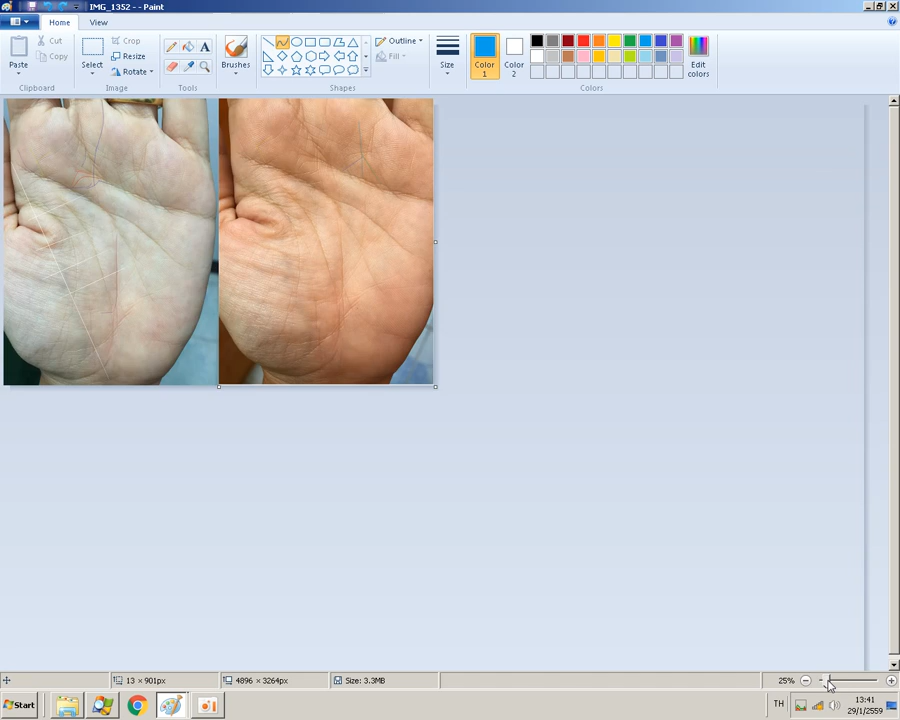 IMG_1352 - - Paint
Home View
Paste
Cut
Copy
Clipboard
Select
Crop
Resize
Rotate
Image
A
Tools
Brushes
Outline
Fill
Shapes
Size
Color 1
Color 2
Edit colors
Colors
13 × 901px 4896 × 3264px Size: 3.3MB 25%
Start TH 13:41
29/1/2559